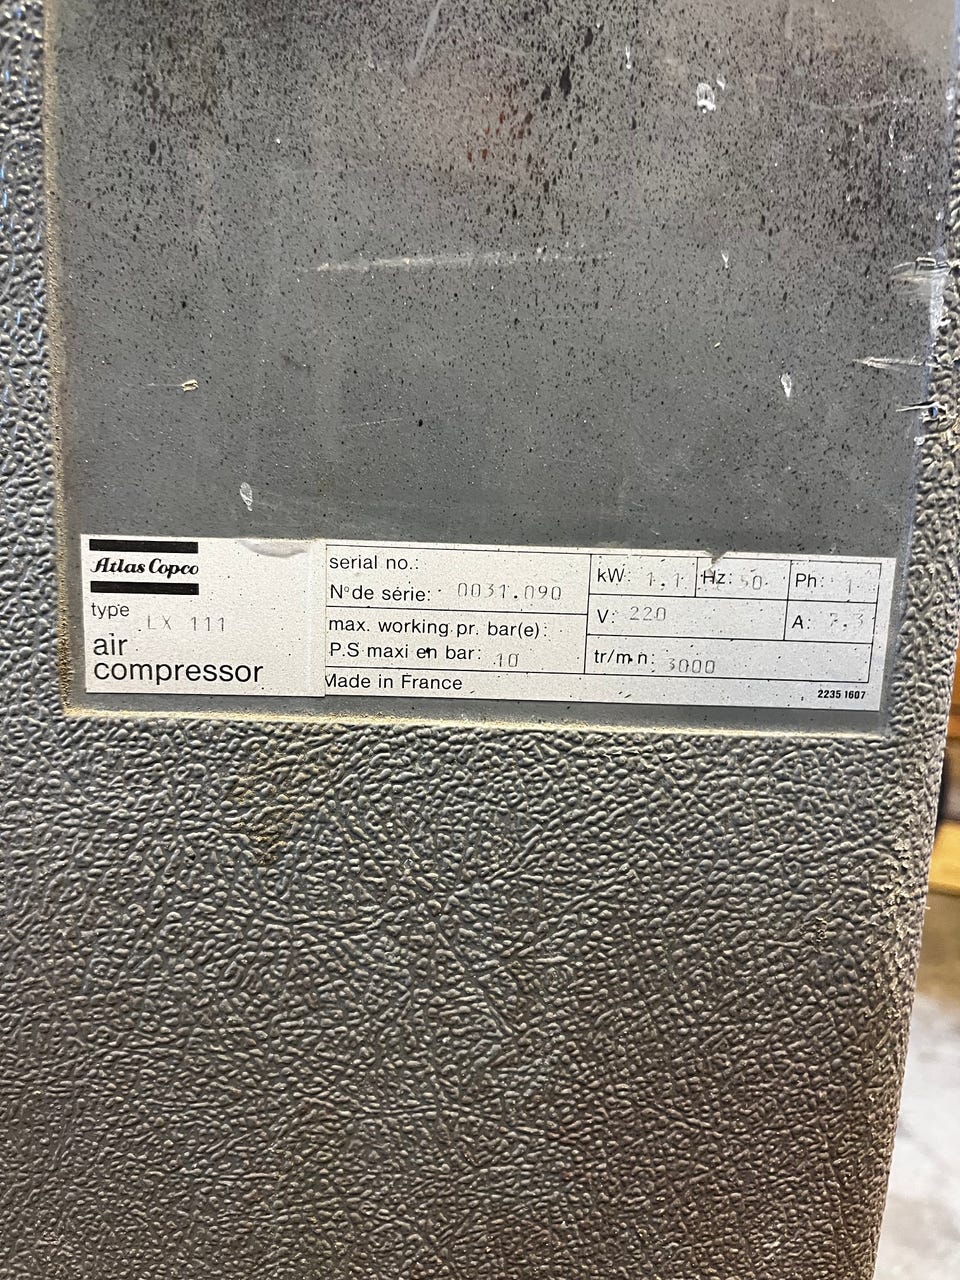 Atlas Copco
type LX 111
air
compressor
serial no.:
N° de série: 0031.090
max. working pr. bar(e):
P.S maxi en bar: 10
Made in France
kW: 1,1 Hz: 50 Ph: 1
V: 220 A:
tr/min: 3000
2235 1607